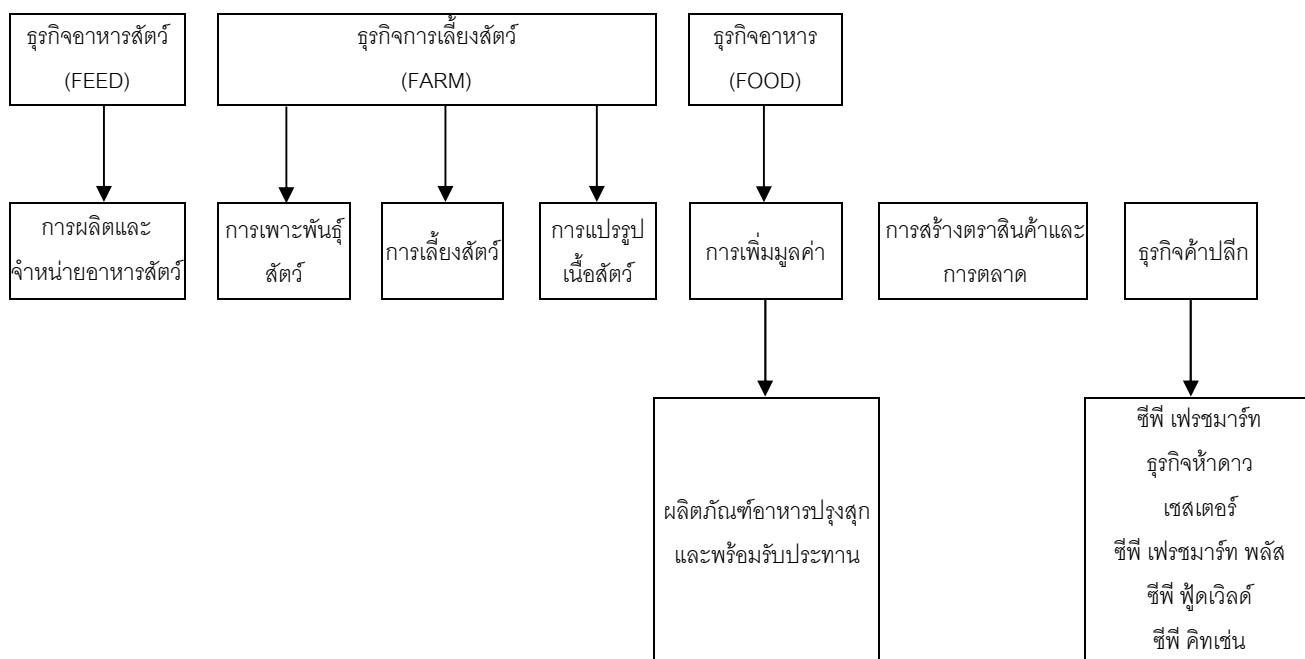 ธุรกิจอาหารสัตว์
(FEED)
ธุรกิจการเลี้ยงสัตว์
(FARM)
ธุรกิจอาหาร
(FOOD)
การผลิตและ
จำหน่ายอาหารสัตว์
การเพาะพันธุ์
สัตว์
การเลี้ยงสัตว์
การแปรรูป
เนื้อสัตว์
การเพิ่มมูลค่า
การสร้างตราสินค้าและ
การตลาด
ธุรกิจค้าปลีก
ผลิตภัณฑ์อาหารปรุงสุก
และพร้อมรับประทาน
ซีพี เฟรชมาร์ท
ธุรกิจห้าดาว
เชสเตอร์
ซีพี เฟรชมาร์ท พลัส
ซีพี ฟู้ดเวิลด์
ซีพี คิทเช่น